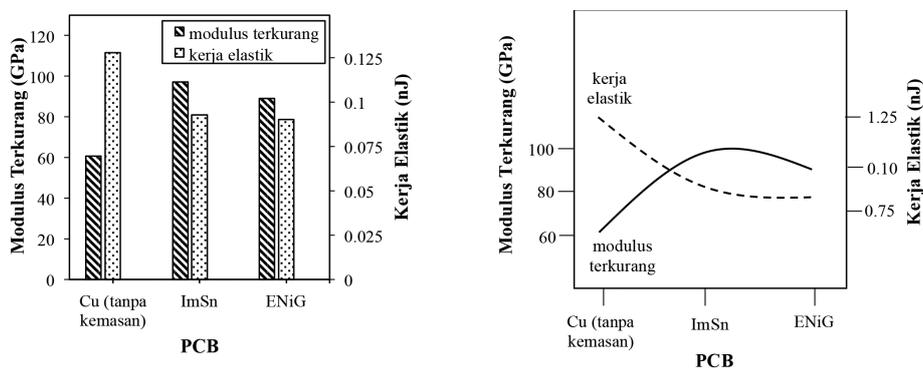 Modulus Terkurang (GPa)
120
100
80
60
40
20
0
modulus terkurang
kerja elastik
0.125
0.1
0.075
0.05
0.025
0
Kerja Elastik (nJ)
Cu (tanpa
kemasan)
ImSn
ENiG
PCB
Modulus Terkurang (GPa)
100
80
60
kerja
elastik
modulus
terkurang
1.25
0.10
0.75
Kerja Elastik (nJ)
Cu (tanpa
kemasan)
ImSn
ENiG
PCB